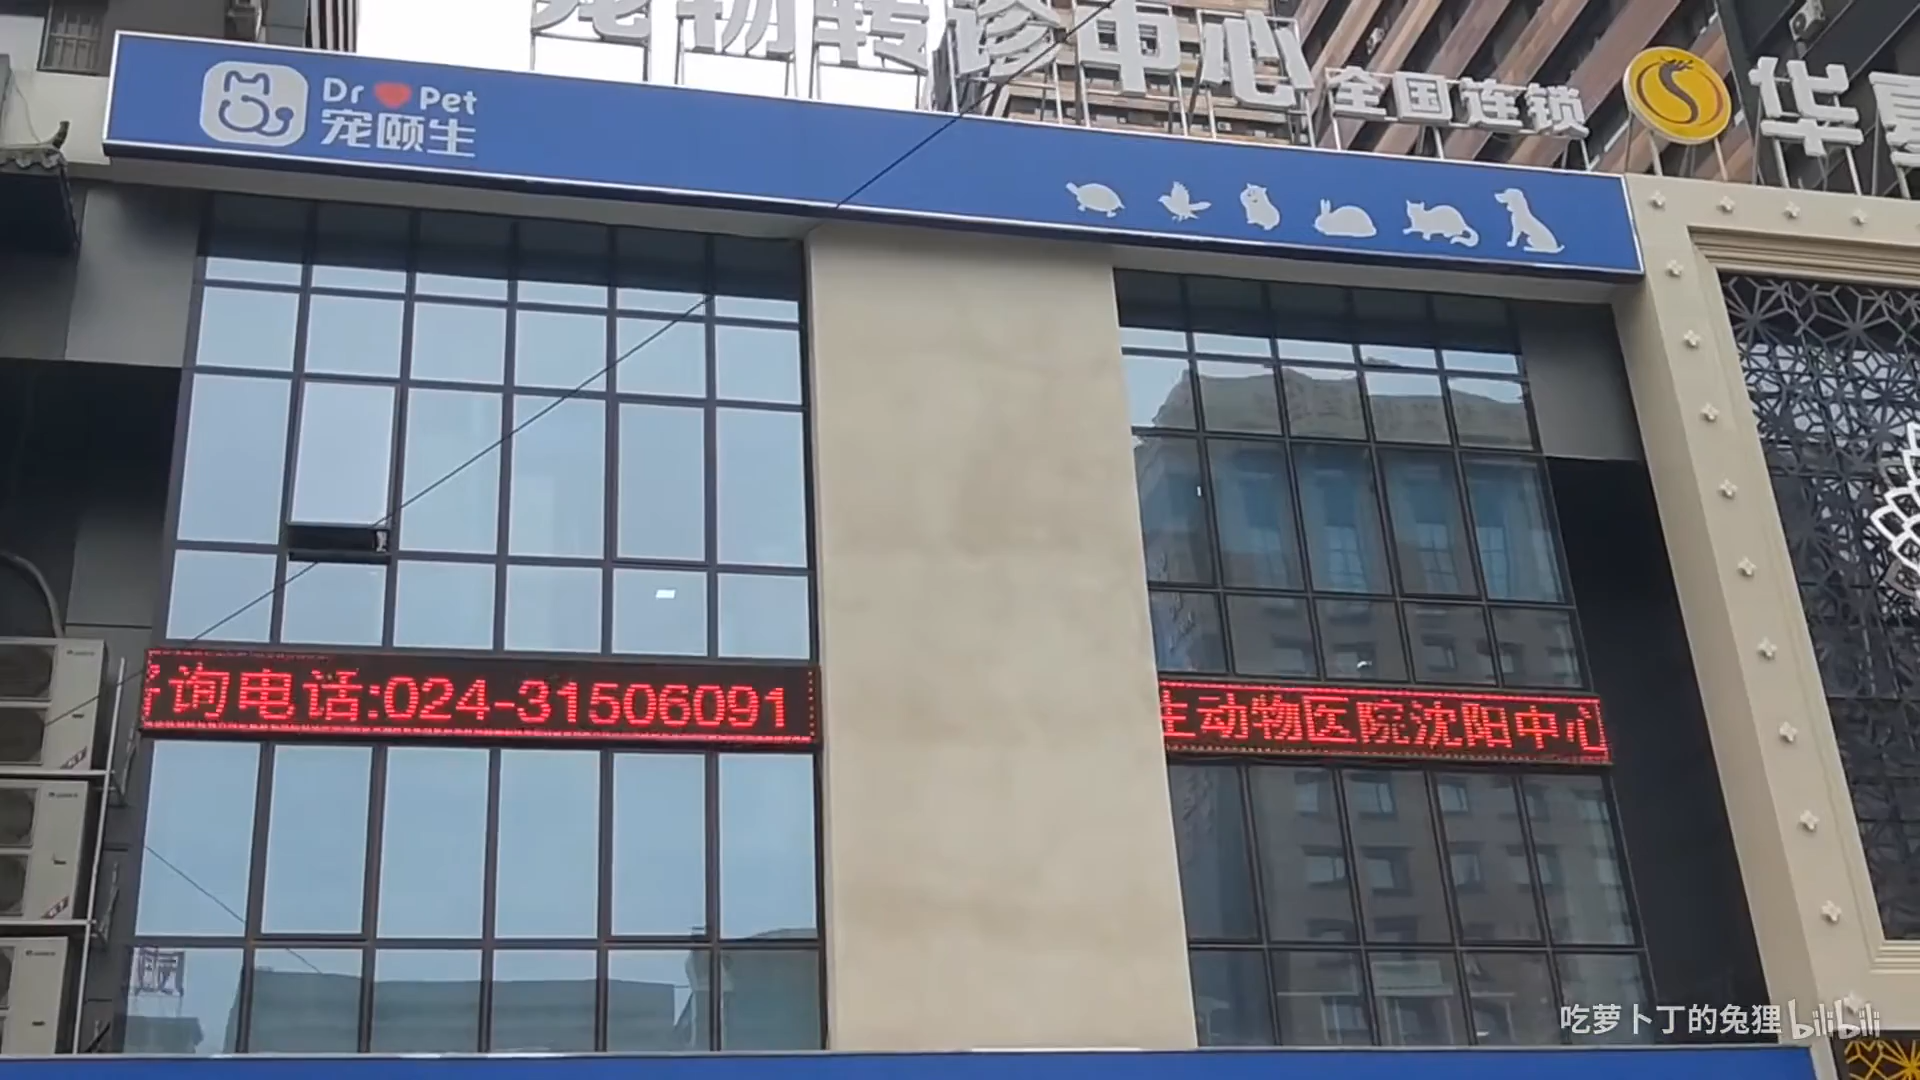 宠物转诊中心
全国连锁
华
Dr Pet
宠颐生
询电话:024-31506091
生动物医院沈阳中心
吃萝卜丁的兔狸 bilibili